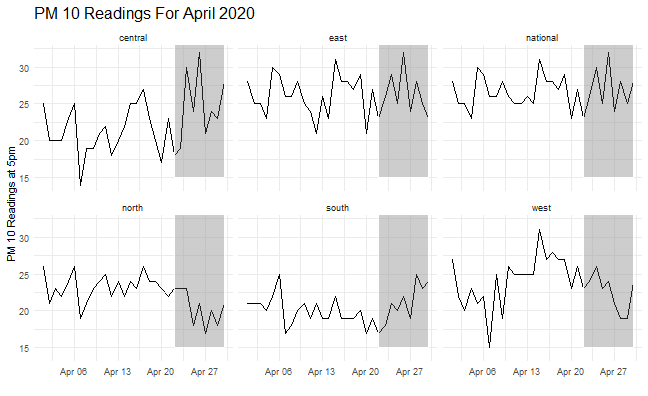 PM 10 Readings For April 2020
central east national
30
25
20
15
PM 10 Readings at 5pm
north south west
30
25
20
15
Apr 06 Apr 13 Apr 20 Apr 27 Apr 06 Apr 13 Apr 20 Apr 27 Apr 06 Apr 13 Apr 20 Apr 27